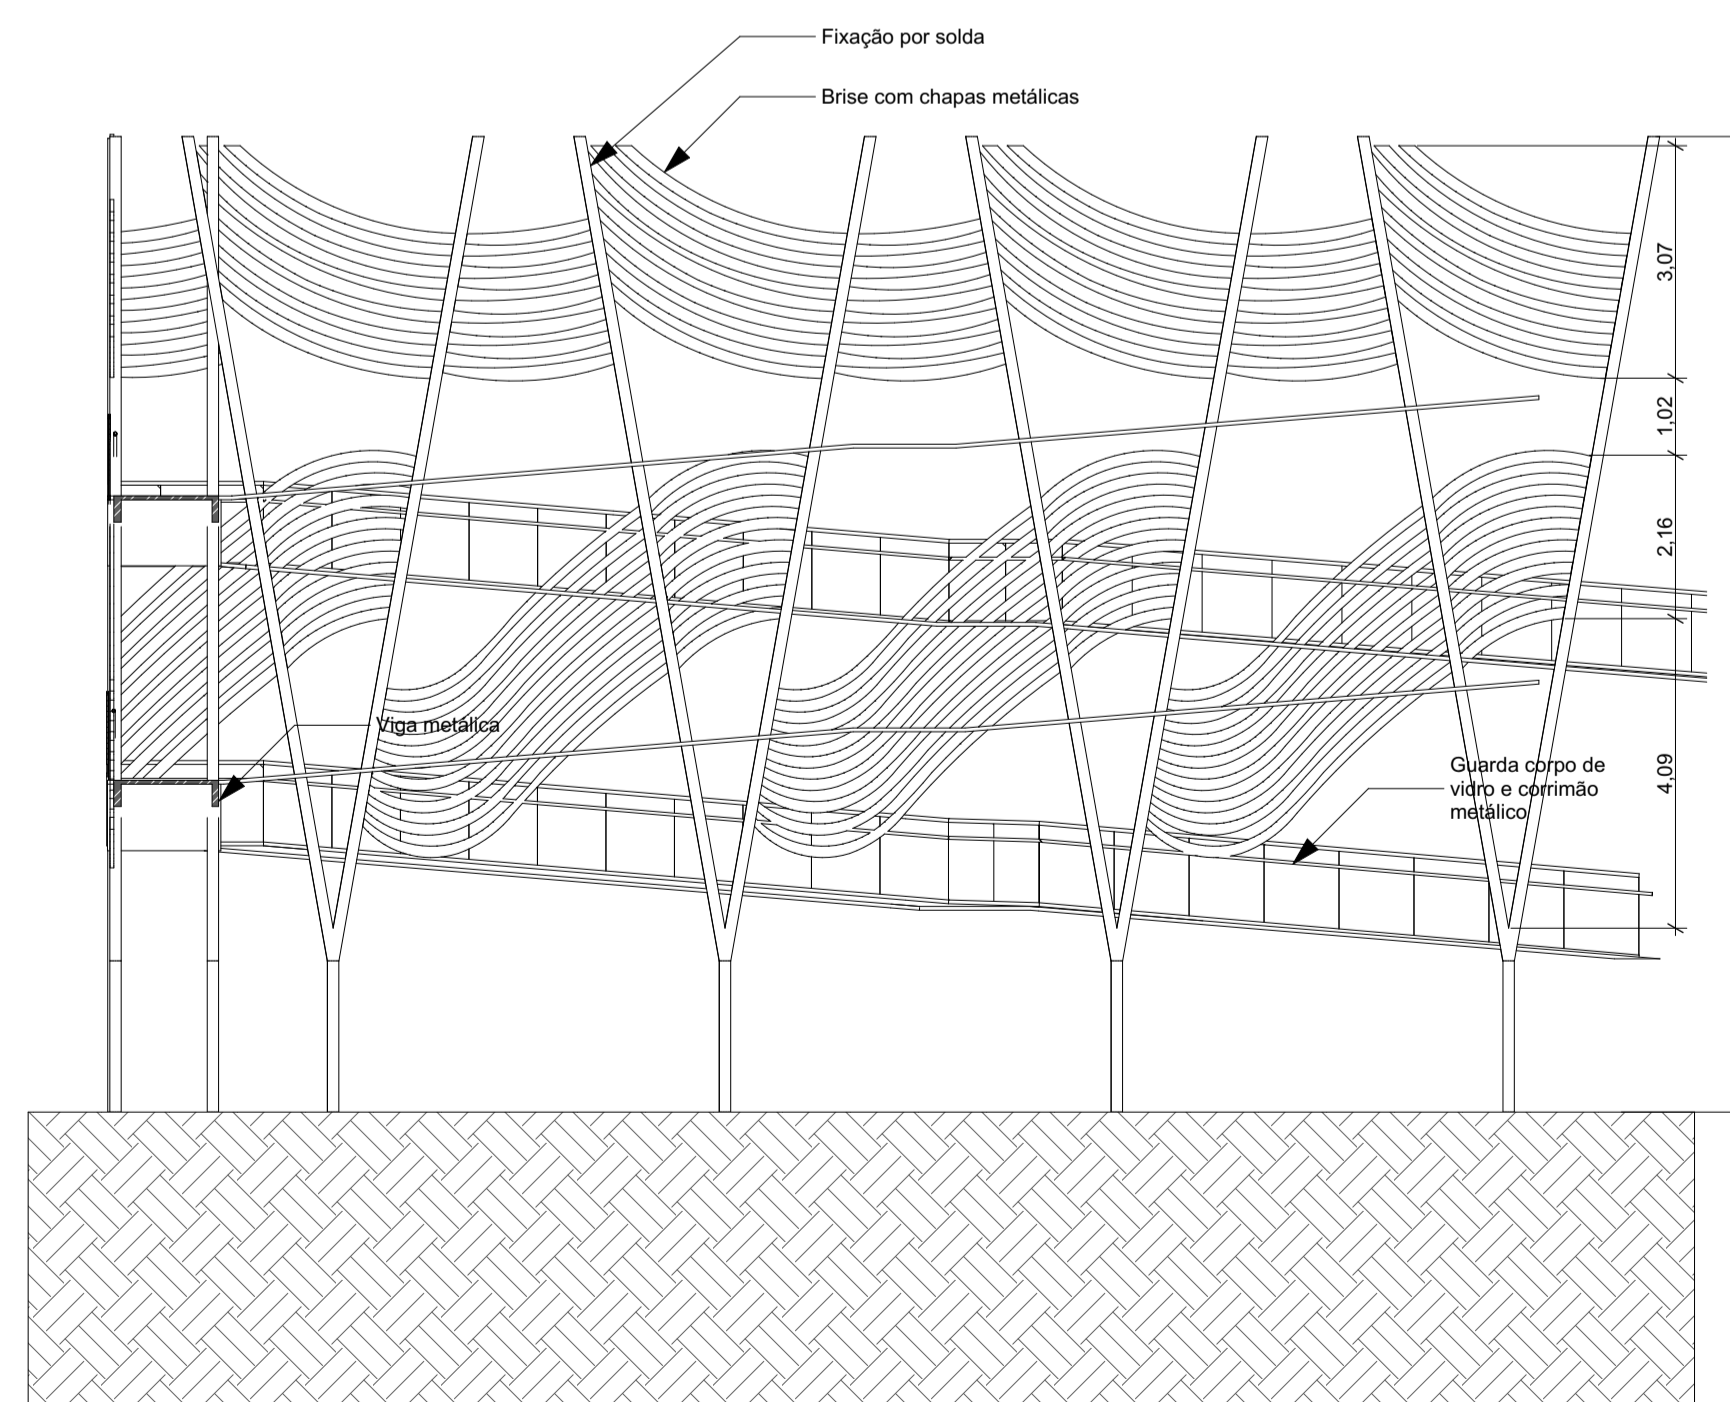 Fixação por solda
Brise com chapas metálicas
3,07
1,02
2,16
Viga metálica
Guarda corpo de
vidro e corrimão
metálico
4,09